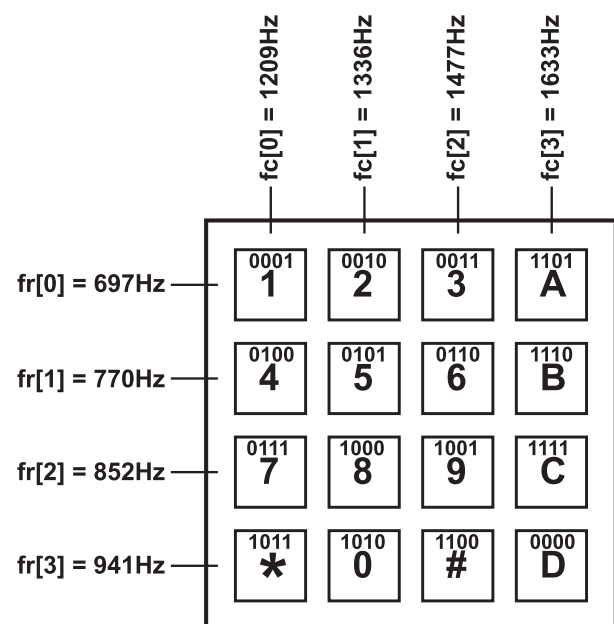 fc[0] = 1209Hz
fc[1] = 1336Hz
fc[2] = 1477Hz
fc[3] = 1633Hz
fr[0] = 697Hz
0001 0010 0011 1101
1 2 3 A
fr[1] = 770Hz
0100 0101 0110 1110
4 5 6 B
fr[2] = 852Hz
0111 1000 1001 1111
7 8 9 C
fr[3] = 941Hz
1011 1010 1100 0000
* 0 # D